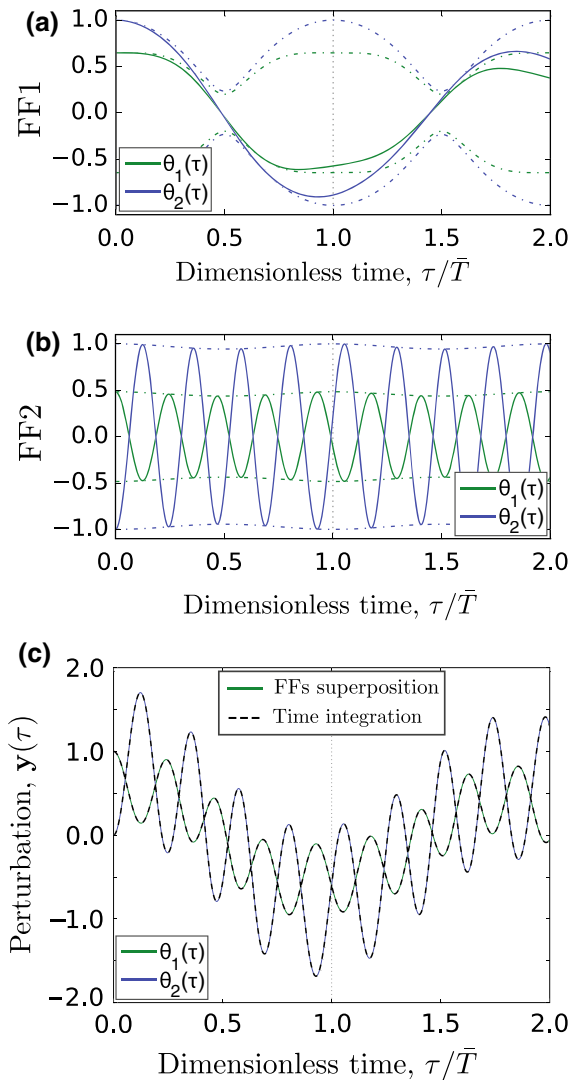 (a)
1.0
0.5
0.0
−0.5
−1.0
FF1
θ1(τ)
θ2(τ)
0.0 0.5 1.0 1.5 2.0
Dimensionless time, τ/T̄
(b)
1.0
0.5
0.0
−0.5
−1.0
FF2
θ1(τ)
θ2(τ)
0.0 0.5 1.0 1.5 2.0
Dimensionless time, τ/T̄
(c)
2.0
1.0
0.0
−1.0
−2.0
Perturbation, y(τ)
FFs superposition
Time integration
θ1(τ)
θ2(τ)
0.0 0.5 1.0 1.5 2.0
Dimensionless time, τ/T̄